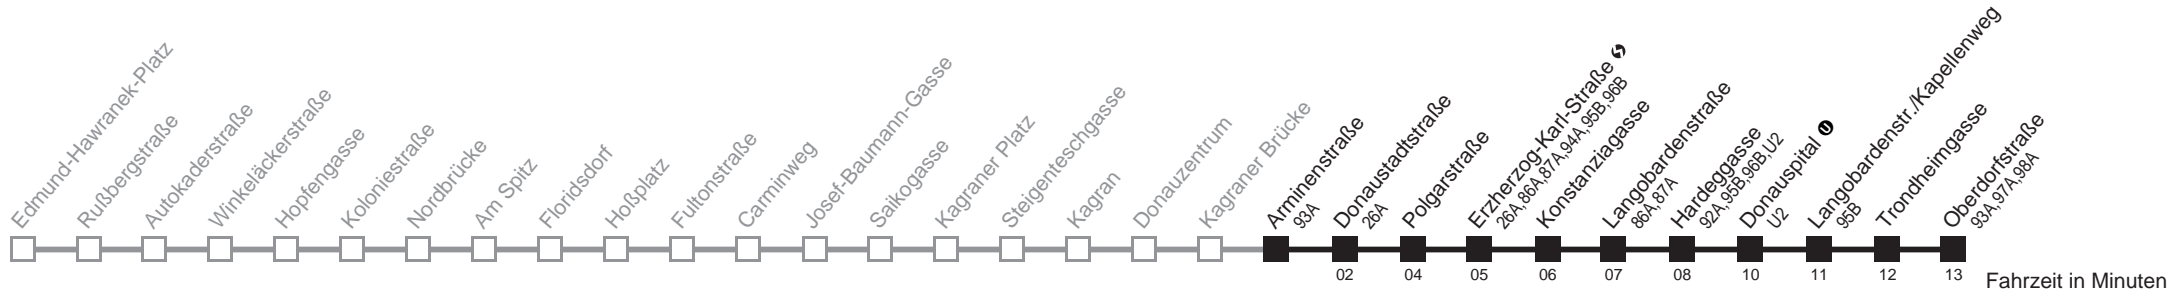 Edmund-Hawranek-Platz
Rußbergstraße
Autokaderstraße
Winkeläckerstraße
Hopfengasse
Koloniestraße
Nordbrücke
Am Spitz
Floridsdorf
Hoßplatz
Fultonstraße
Carminweg
Josef-Baumann-Gasse
Saikogasse
Kagraner Platz
Steigenteschgasse
Kagran
Donauzentrum
Kagraner Brücke
Arminenstraße
93A
Donaustadtstraße
26A
Polgarstraße
Erzherzog-Karl-Straße
26A,86A,87A,94A,95B,96B
Konstanziagasse
Langobardenstraße
86A,87A
Hardeggasse
92A,95B,96B,U2
Donauspital U
U2
Langobardenstr./Kapellenweg
95B
Trondheimgasse
Oberdorfstraße
93A,97A,98A
02 04 05 06 07 08 10 11 12 13 Fahrzeit in Minuten